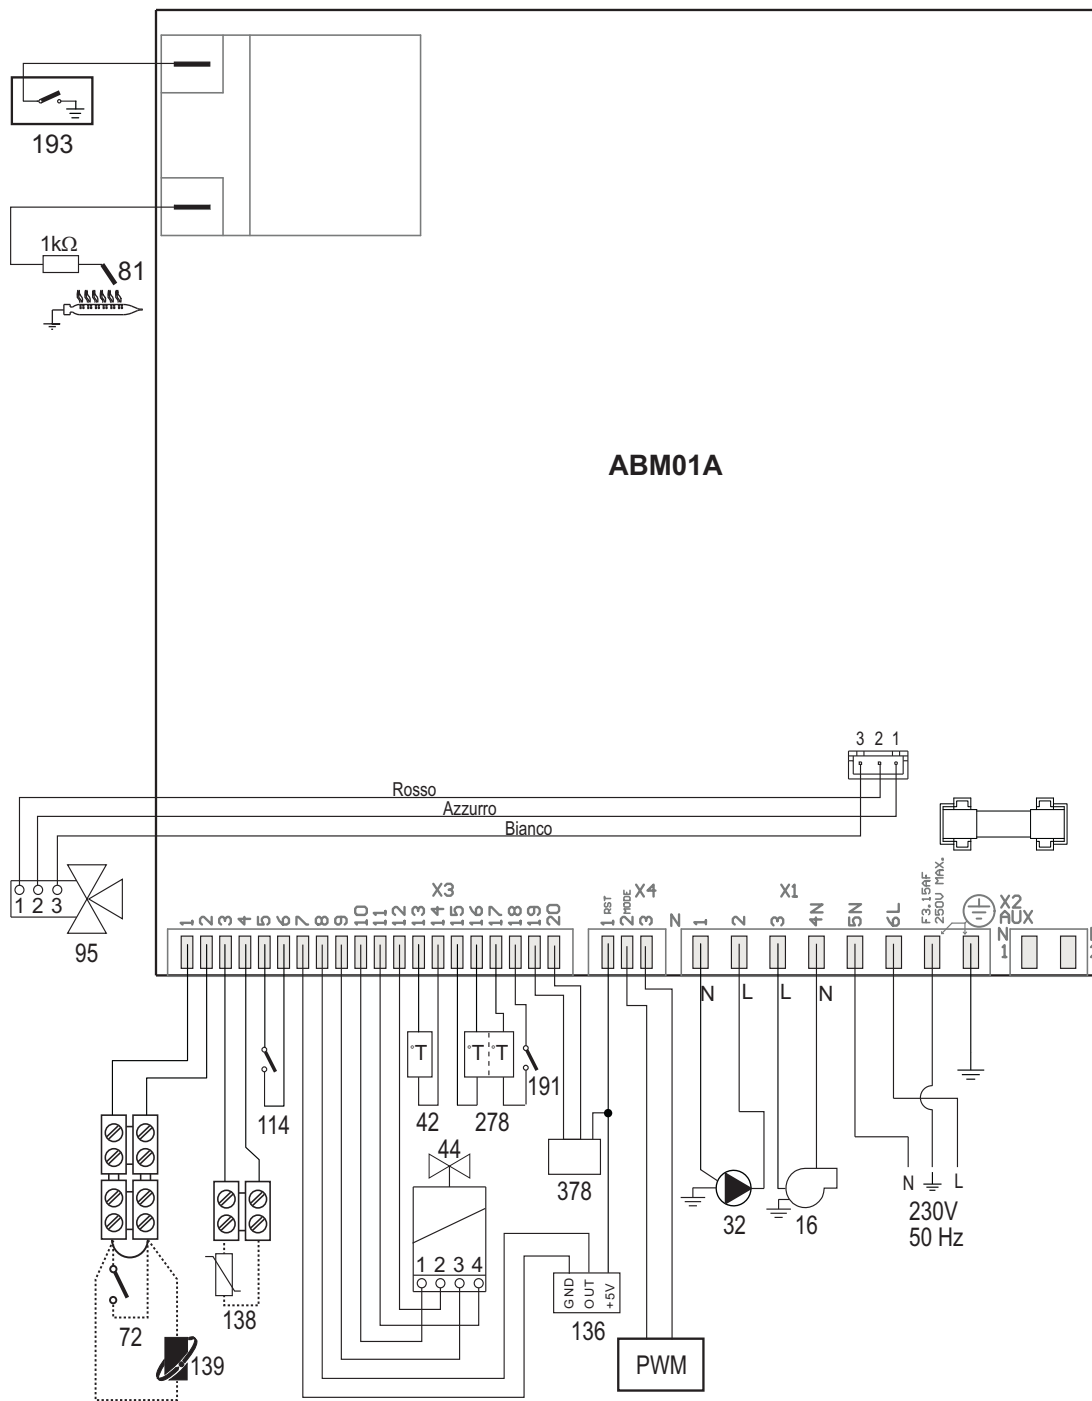 193
1kΩ
81
ABM01A
3 2 1
Rosso
Azzurro
Bianco
1 2 3
95
X3
1 2 3 4 5 6 7 8 9 10 11 12 13 14 15 16 17 18 19 20
X4
1 RST
2 MODE
3
N
X1
1 2 3 4N 5N 6L
F3.15AF
250V MAX.
X2
AUX
N
1
2
N L L N
°T
°T °T
114
42
278
191
44
378
32
16
N L
230V
50 Hz
1 2 3 4
GND
OUT
+5V
136
138
72
139
PWM